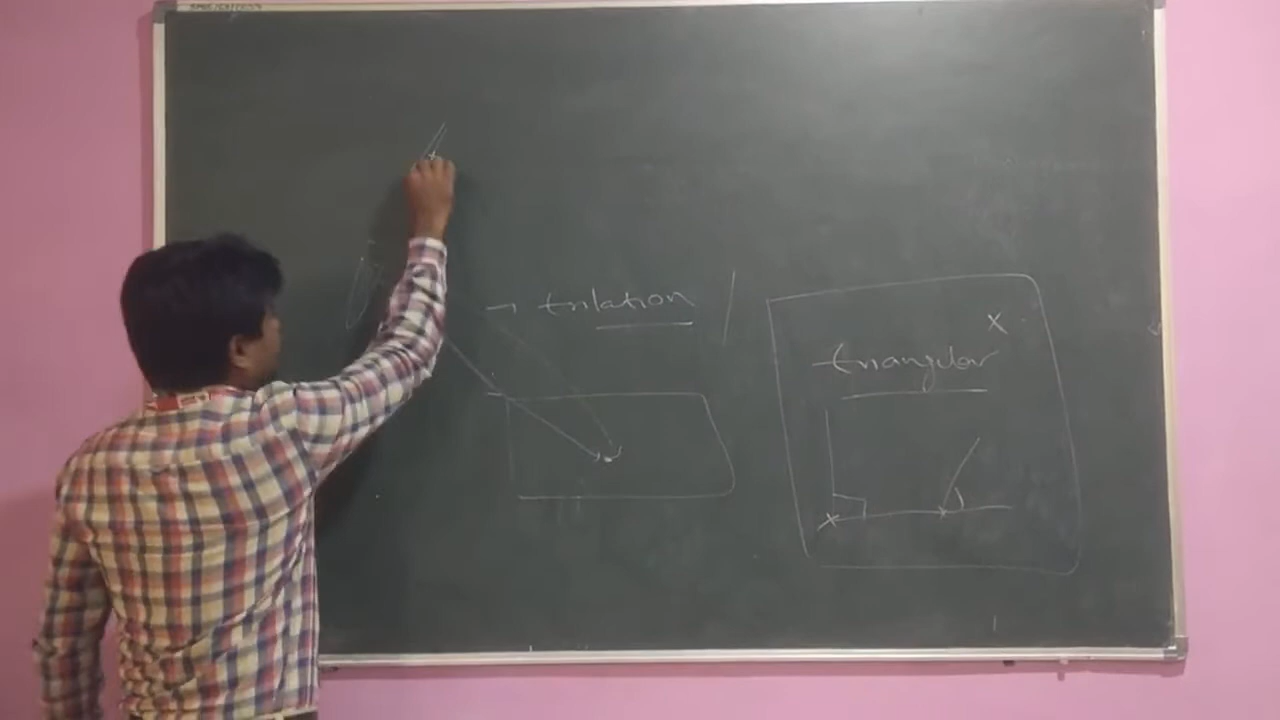 → trilation /
X
triangular